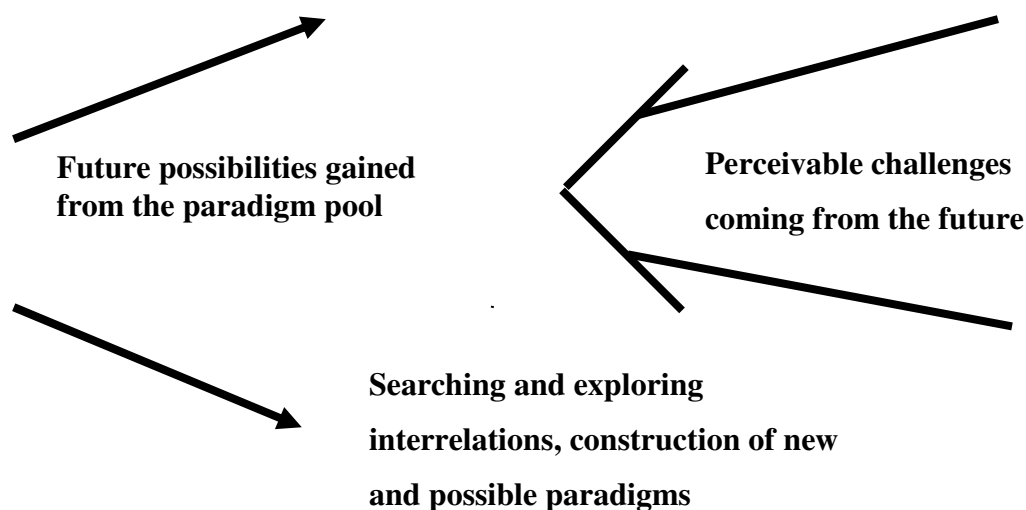 Future possibilities gained
from the paradigm pool
Perceivable challenges
coming from the future
Searching and exploring
interrelations, construction of new
and possible paradigms